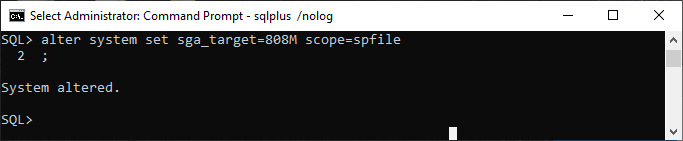 Select Administrator: Command Prompt - sqlplus /nolog
SQL> alter system set sga_target=808M scope=spfile
  2  ;
System altered.
SQL>